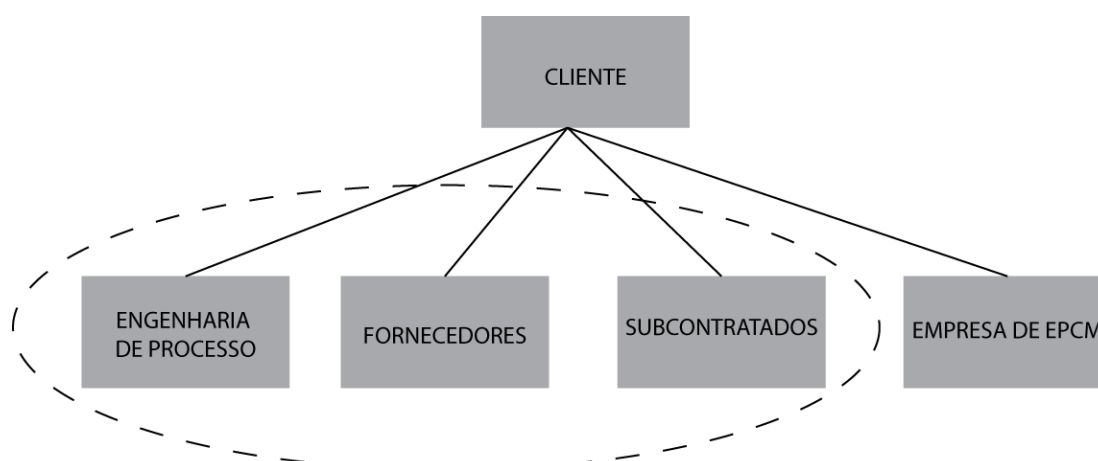 CLIENTE
ENGENHARIA
DE PROCESSO
FORNECEDORES
SUBCONTRATADOS
EMPRESA DE EPCM